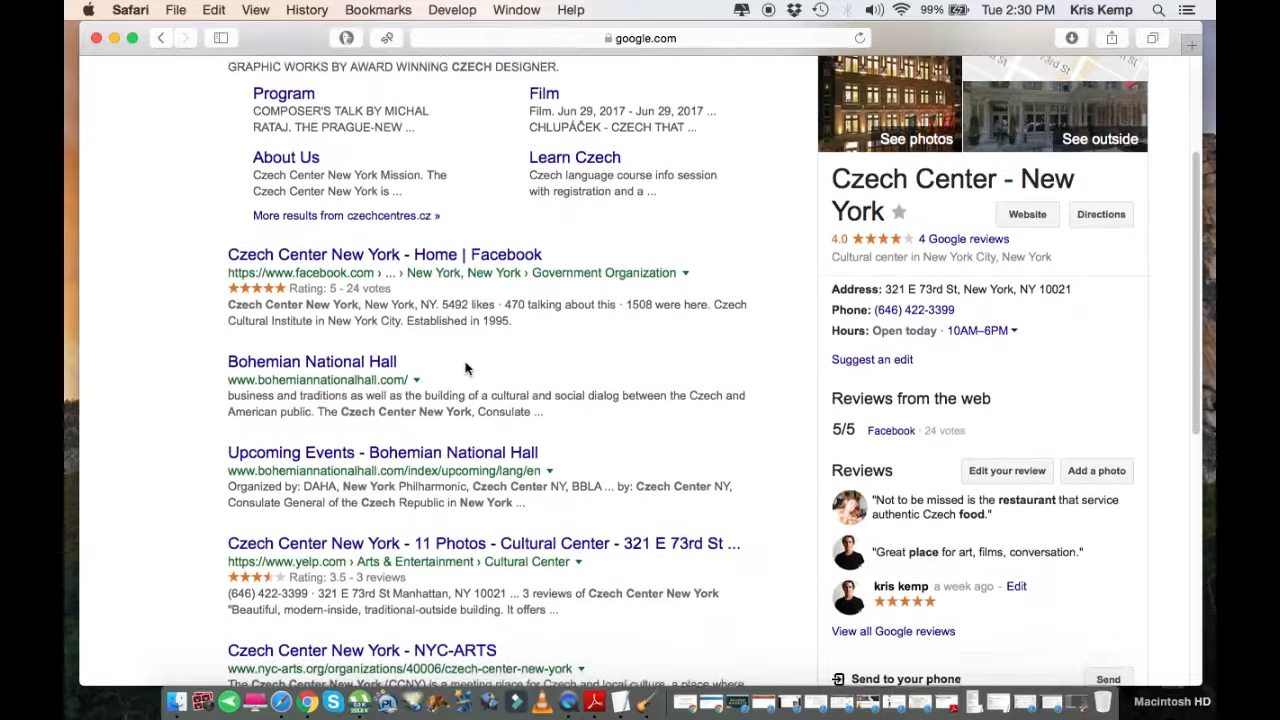 Safari File Edit View History Bookmarks Develop Window Help 99% Tue 2:30 PM Kris Kemp
google.com
GRAPHIC WORKS BY AWARD WINNING CZECH DESIGNER.
Program
COMPOSER'S TALK BY MICHAL
RATAJ. THE PRAGUE-NEW ...
Film
Film. Jun 29, 2017 - Jun 29, 2017 ...
CHLUPÁČEK - CZECH THAT ...
About Us
Czech Center New York Mission. The
Czech Center New York is ...
Learn Czech
Czech language course info session
with registration and a ...
More results from czechcentres.cz »
Czech Center New York - Home | Facebook
https://www.facebook.com › ... › New York, New York › Government Organization
Rating: 5 - 24 votes
Czech Center New York, New York, NY. 5492 likes · 470 talking about this · 1508 were here. Czech
Cultural Institute in New York City. Established in 1995.
Bohemian National Hall
www.bohemiannationalhall.com/
business and traditions as well as the building of a cultural and social dialog between the Czech and
American public. The Czech Center New York, Consulate ...
Upcoming Events - Bohemian National Hall
www.bohemiannationalhall.com/index/upcoming/lang/en
Organized by: DAHA, New York Philharmonic, Czech Center NY, BBLA ... by: Czech Center NY,
Consulate General of the Czech Republic in New York ...
Czech Center New York - 11 Photos - Cultural Center - 321 E 73rd St ...
https://www.yelp.com › Arts & Entertainment › Cultural Center
Rating: 3.5 - 3 reviews
(646) 422-3399 · 321 E 73rd St Manhattan, NY 10021 ... 3 reviews of Czech Center New York
"Beautiful, modern-inside, traditional-outside building. It offers ...
Czech Center New York - NYC-ARTS
www.nyc-arts.org/organizations/40006/czech-center-new-york
Czech Center New York (CCNY) is a meeting place for Czech and local culture, a place where
See photos
See outside
Czech Center - New
York
Website
Directions
4.0 4 Google reviews
Cultural center in New York City, New York
Address: 321 E 73rd St, New York, NY 10021
Phone: (646) 422-3399
Hours: Open today · 10AM–6PM
Suggest an edit
Reviews from the web
5/5 Facebook · 24 votes
Reviews
Edit your review
Add a photo
"Not to be missed is the restaurant that service
authentic Czech food."
"Great place for art, films, conversation."
kris kemp a week ago - Edit
View all Google reviews
Send to your phone
Send
Macintosh HD